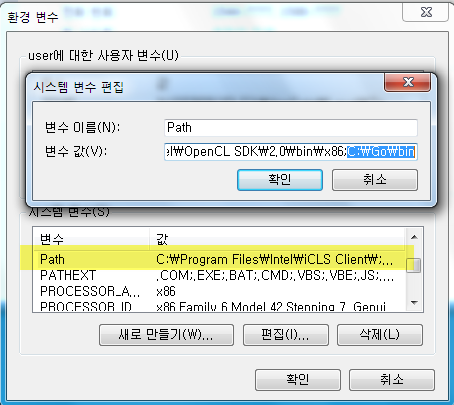 환경 변수
user에 대한 사용자 변수(U)
시스템 변수 편집
변수 이름(N): Path
변수 값(V): el₩OpenCL SDK₩2.0₩bin₩x86;C:₩Go₩bin
확인 취소
시스템 변수(S)
변수 값
Path C:₩Program Files₩Intel₩iCLS Client₩;...
PATHEXT .COM;.EXE;.BAT;.CMD;.VBS;.VBE;.JS;....
PROCESSOR_A... x86
PROCESSOR_ID x86 Family 6 Model 42 Stepping 7, Genui
새로 만들기(W)... 편집(I)... 삭제(L)
확인 취소